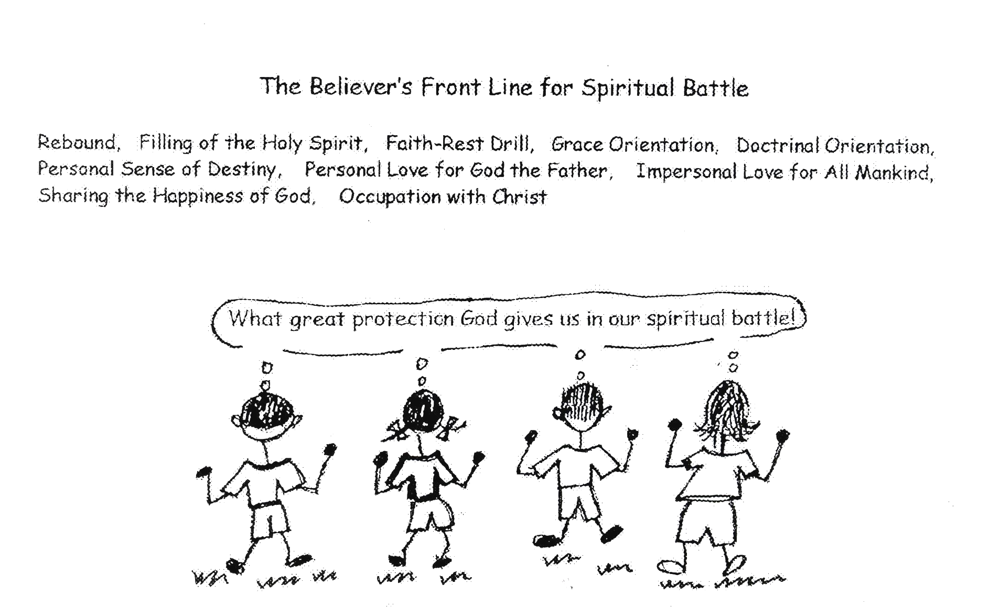 The Believer's Front Line for Spiritual Battle
Rebound, Filling of the Holy Spirit, Faith-Rest Drill, Grace Orientation, Doctrinal Orientation,
Personal Sense of Destiny, Personal Love for God the Father, Impersonal Love for All Mankind,
Sharing the Happiness of God, Occupation with Christ
What great protection God gives us in our spiritual battle!